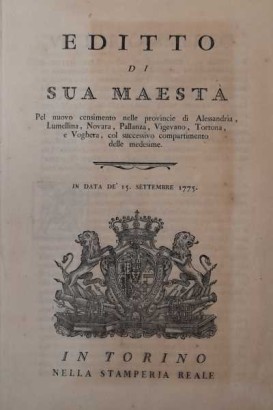 EDITTO
DI
SUA MAESTÀ
Pel nuovo censimento nelle provincie di Alessandria,
Lumellina, Novara, Pallanza, Vigevano, Tortona,
e Voghera, col successivo compartimento
delle medesime.
IN DATA DE' 15. SETTEMBRE 1775.
IN TORINO
NELLA STAMPERIA REALE